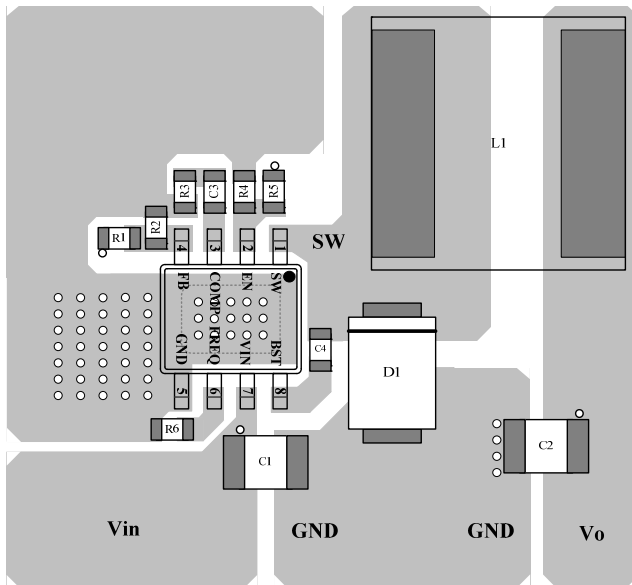 L1
R3
C3
R4
R5
R2
R1
SW
4
3
2
1
FB
COMP
EN
SW
GND
FREQ
VIN
BST
C4
D1
5
6
7
8
R6
C1
C2
Vin
GND
GND
Vo